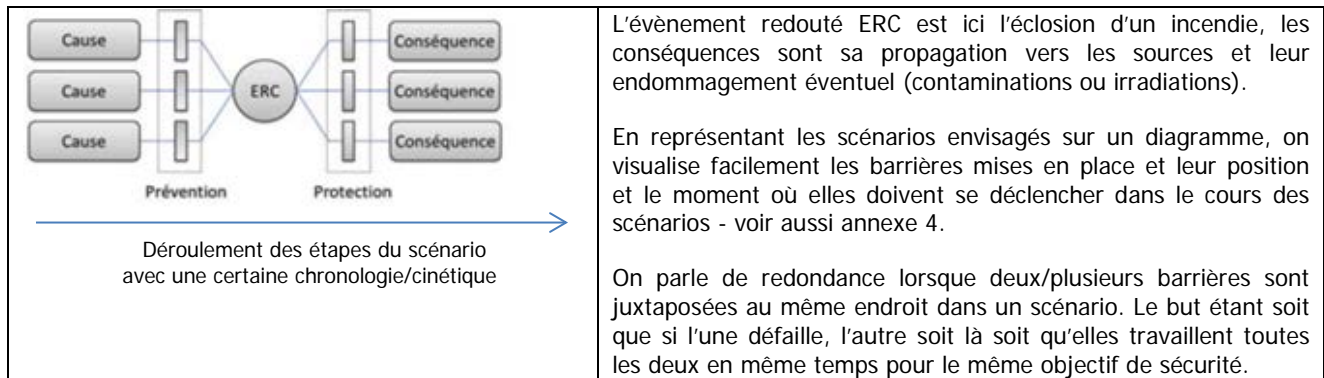 Cause
Cause
Cause
ERC
Conséquence
Conséquence
Conséquence
Prévention
Protection
Déroulement des étapes du scénario
avec une certaine chronologie/cinétique
L'évènement redouté ERC est ici l'éclosion d'un incendie, les
conséquences sont sa propagation vers les sources et leur
endommagement éventuel (contaminations ou irradiations).
En représentant les scénarios envisagés sur un diagramme, on
visualise facilement les barrières mises en place et leur position
et le moment où elles doivent se déclencher dans le cours des
scénarios - voir aussi annexe 4.
On parle de redondance lorsque deux/plusieurs barrières sont
juxtaposées au même endroit dans un scénario. Le but étant soit
que si l'une défaille, l'autre soit là soit qu'elles travaillent toutes
les deux en même temps pour le même objectif de sécurité.